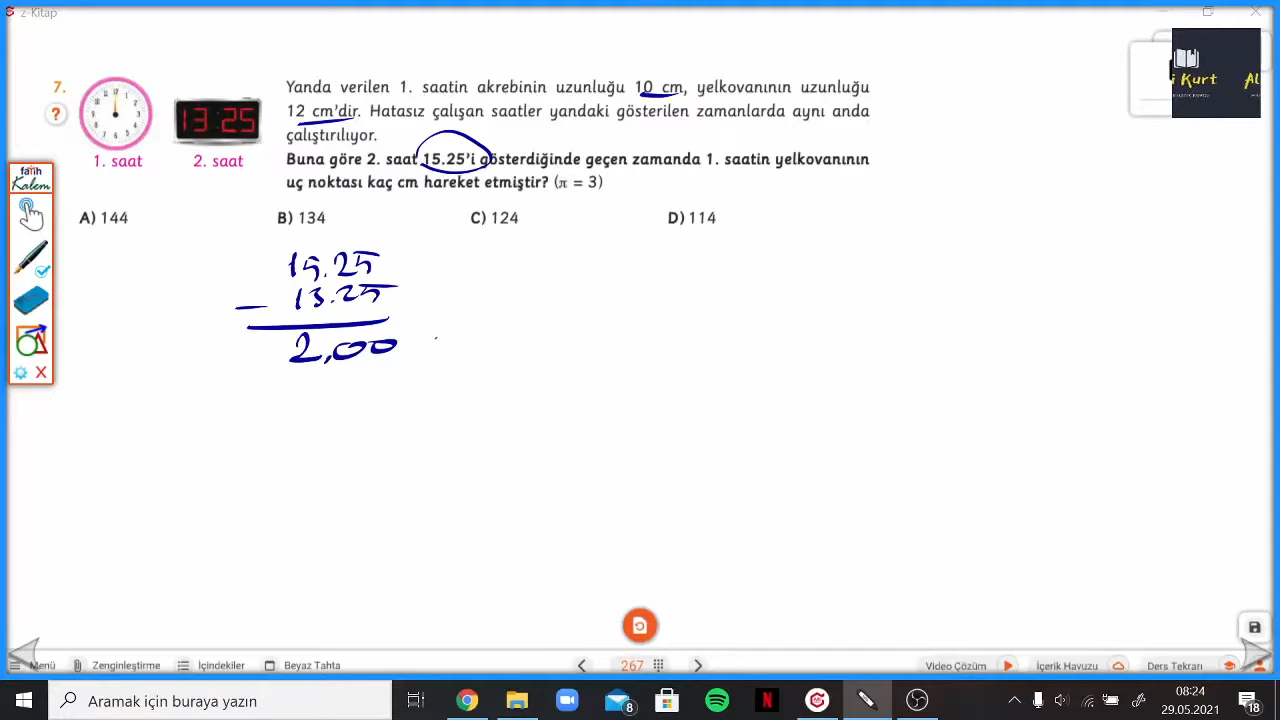 z-Kitap
7.
?
12
13:25
1. saat
2. saat
Yanda verilen 1. saatin akrebinin uzunluğu 10 cm, yelkovanının uzunluğu
12 cm'dir. Hatasız çalışan saatler yandaki gösterilen zamanlarda aynı anda
çalıştırılıyor.
Buna göre 2. saat 15.25'i gösterdiğinde geçen zamanda 1. saatin yelkovanının
uç noktası kaç cm hareket etmiştir? (π = 3)
A) 144
B) 134
C) 124
D) 114
15.25
- 13.25
2,00
fatih
Kalem
i Kurt
Al
Menü
Zenginleştirme
İçindekiler
Beyaz Tahta
267
Video Çözüm
İçerik Havuzu
Ders Tekrarı
Aramak için buraya yazın
8
N
08:24
29.05.2021
18